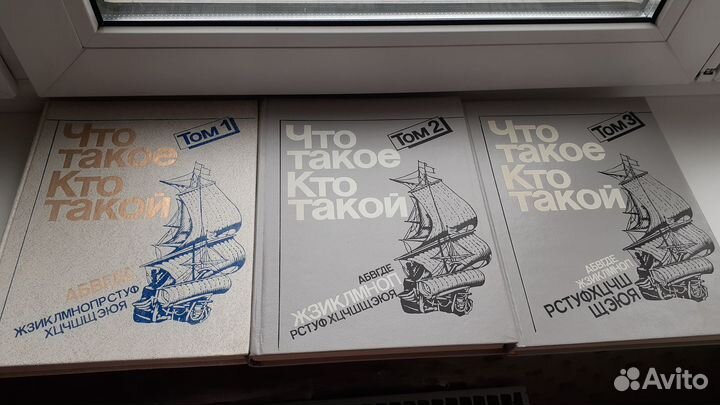 Том 1
Что
такое
Кто
такой
АБВГДЕ
ЖЗИКЛМНОПРСТУФ
ХЦЧШЩЭЮЯ
Том 2
Что
такое
Кто
такой
АБВГДЕ
ЖЗИКЛМНОП
РСТУФХЦЧШЩЭЮЯ
Том 3
Что
такое
Кто
такой
АБВГДЕ
ЖЗИКЛМНОП
РСТУФХЦЧШ
ЩЭЮЯ
Avito